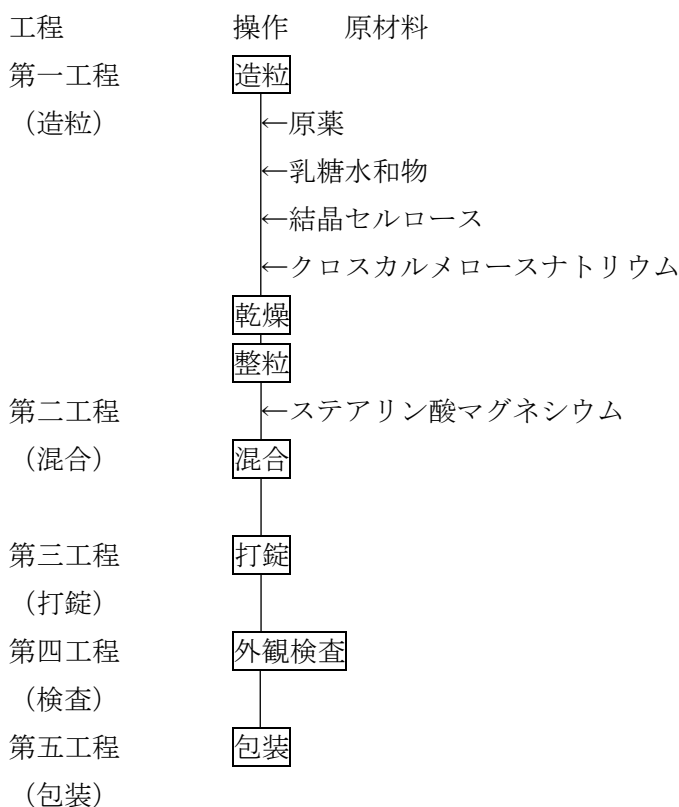 工程 操作 原材料
第一工程 造粒
（造粒） ←原薬
←乳糖水和物
←結晶セルロース
←クロスカルメロースナトリウム
乾燥
整粒
第二工程 ←ステアリン酸マグネシウム
（混合） 混合
第三工程 打錠
（打錠）
第四工程 外観検査
（検査）
第五工程 包装
（包装）